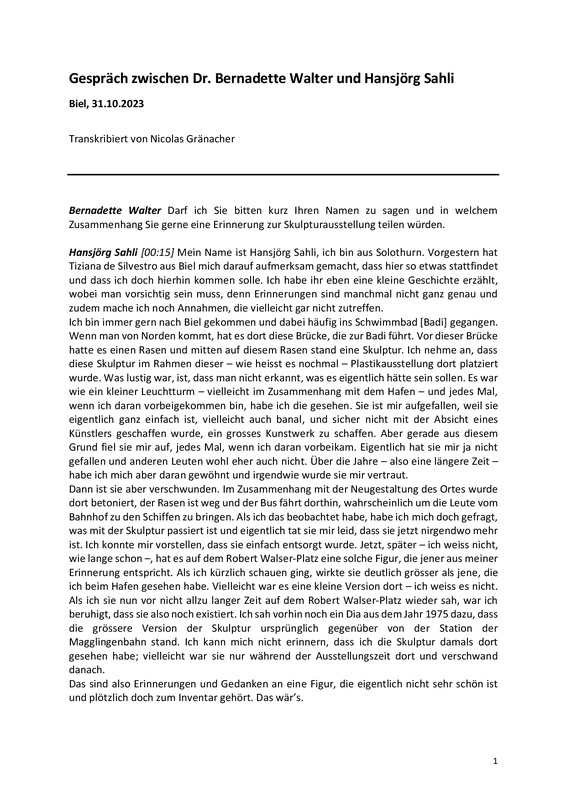 Gespräch zwischen Dr. Bernadette Walter und Hansjörg Sahli
Biel, 31.10.2023
Transkribiert von Nicolas Gränacher
Bernadette Walter Darf ich Sie bitten kurz Ihren Namen zu sagen und in welchem
Zusammenhang Sie gerne eine Erinnerung zur Skulpturausstellung teilen würden.
Hansjörg Sahli [00:15] Mein Name ist Hansjörg Sahli, ich bin aus Solothurn. Vorgestern hat
Tiziana de Silvestro aus Biel mich darauf aufmerksam gemacht, dass hier so etwas stattfindet
und dass ich doch hierhin kommen solle. Ich habe ihr eben eine kleine Geschichte erzählt,
wobei man vorsichtig sein muss, denn Erinnerungen sind manchmal nicht ganz genau und
zudem mache ich noch Annahmen, die vielleicht gar nicht zutreffen.
Ich bin immer gern nach Biel gekommen und dabei häufig ins Schwimmbad [Badi] gegangen.
Wenn man von Norden kommt, hat es dort diese Brücke, die zur Badi führt. Vor dieser Brücke
hatte es einen Rasen und mitten auf diesem Rasen stand eine Skulptur. Ich nehme an, dass
diese Skulptur im Rahmen dieser – wie heisst es nochmal – Plastikausstellung dort platziert
wurde. Was lustig war, ist, dass man nicht erkannt, was es eigentlich hätte sein sollen. Es war
wie ein kleiner Leuchtturm – vielleicht im Zusammenhang mit dem Hafen – und jedes Mal,
wenn ich daran vorbeigekommen bin, habe ich die gesehen. Sie ist mir aufgefallen, weil sie
eigentlich ganz einfach ist, vielleicht auch banal, und sicher nicht mit der Absicht eines
Künstlers geschaffen wurde, ein grosses Kunstwerk zu schaffen. Aber gerade aus diesem
Grund fiel sie mir auf, jedes Mal, wenn ich daran vorbeikam. Eigentlich hat sie mir ja nicht
gefallen und anderen Leuten wohl eher auch nicht. Über die Jahre – also eine längere Zeit –
habe ich mich aber daran gewöhnt und irgendwie wurde sie mir vertraut.
Dann ist sie aber verschwunden. Im Zusammenhang mit der Neugestaltung des Ortes wurde
dort betoniert, der Rasen ist weg und der Bus fährt dorthin, wahrscheinlich um die Leute vom
Bahnhof zu den Schiffen zu bringen. Als ich das beobachtet habe, habe ich mich doch gefragt,
was mit der Skulptur passiert ist und eigentlich tat sie mir leid, dass sie jetzt nirgendwo mehr
ist. Ich konnte mir vorstellen, dass sie einfach entsorgt wurde. Jetzt, später – ich weiss nicht,
wie lange schon –, hat es auf dem Robert Walser-Platz eine solche Figur, die jener aus meiner
Erinnerung entspricht. Als ich kürzlich schauen ging, wirkte sie deutlich grösser als jene, die
ich beim Hafen gesehen habe. Vielleicht war es eine kleine Version dort – ich weiss es nicht.
Als ich sie nun vor nicht allzu langer Zeit auf dem Robert Walser-Platz wieder sah, war ich
beruhigt, dass sie also noch existiert. Ich sah vorhin noch ein Dia aus dem Jahr 1975 dazu, dass
die grössere Version der Skulptur ursprünglich gegenüber von der Station der
Magglingenbahn stand. Ich kann mich nicht erinnern, dass ich die Skulptur damals dort
gesehen habe; vielleicht war sie nur während der Ausstellungszeit dort und verschwand
danach.
Das sind also Erinnerungen und Gedanken an eine Figur, die eigentlich nicht sehr schön ist
und plötzlich doch zum Inventar gehört. Das wär's.
1